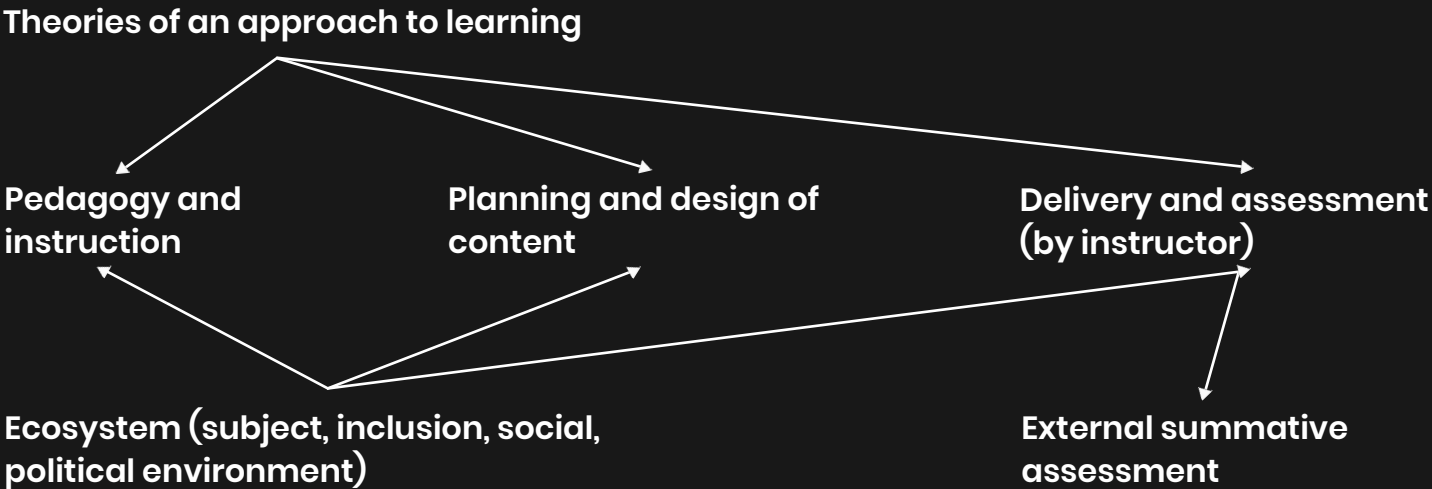 Theories of an approach to learning
Pedagogy and
instruction
Planning and design of
content
Delivery and assessment
(by instructor)
Ecosystem (subject, inclusion, social,
political environment)
External summative
assessment